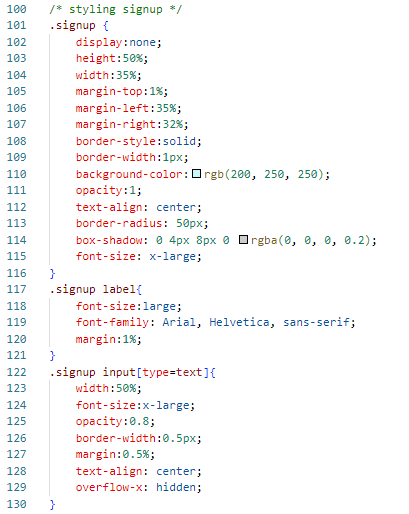 100 /* styling signup */
101 .signup {
102 display:none;
103 height:50%;
104 width:35%;
105 margin-top:1%;
106 margin-left:35%;
107 margin-right:32%;
108 border-style:solid;
109 border-width:1px;
110 background-color:rgb(200, 250, 250);
111 opacity:1;
112 text-align: center;
113 border-radius: 50px;
114 box-shadow: 0 4px 8px 0 rgba(0, 0, 0, 0.2);
115 font-size: x-large;
116 }
117 .signup label{
118 font-size:large;
119 font-family: Arial, Helvetica, sans-serif;
120 margin:1%;
121 }
122 .signup input[type=text]{
123 width:50%;
124 font-size:x-large;
125 opacity:0.8;
126 border-width:0.5px;
127 margin:0.5%;
128 text-align: center;
129 overflow-x: hidden;
130 }